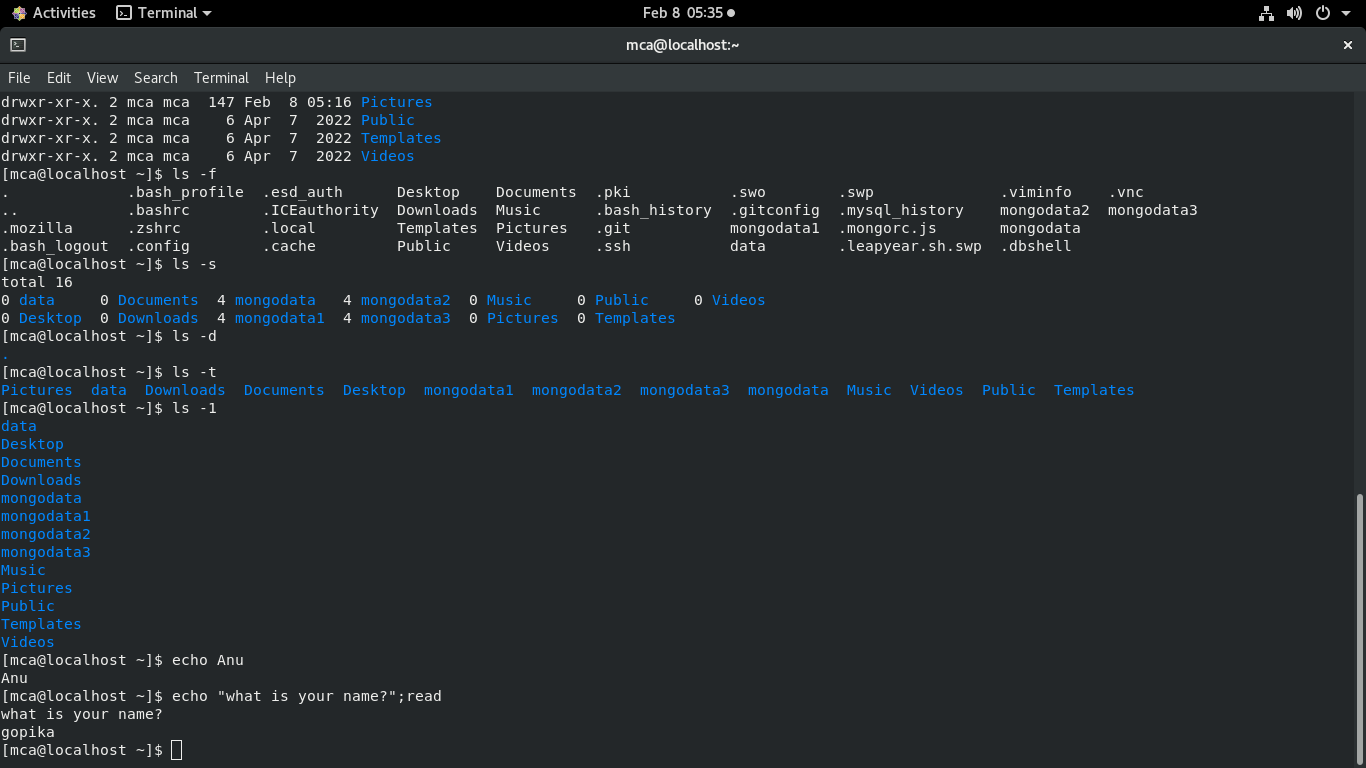 Activities Terminal Feb 8 05:35
mca@localhost:~
File Edit View Search Terminal Help
drwxr-xr-x. 2 mca mca  147 Feb  8 05:16 Pictures
drwxr-xr-x. 2 mca mca    6 Apr  7  2022 Public
drwxr-xr-x. 2 mca mca    6 Apr  7  2022 Templates
drwxr-xr-x. 2 mca mca    6 Apr  7  2022 Videos
[mca@localhost ~]$ ls -f
.             .bash_profile  .esd_auth      Desktop    Documents  .pki           .swo        .swp              .viminfo   .vnc
..            .bashrc        .ICEauthority  Downloads  Music      .bash_history  .gitconfig  .mysql_history    mongodata2  mongodata3
.mozilla      .zshrc         .local         Templates  Pictures   .git           mongodata1  .mongorc.js       mongodata
.bash_logout  .config        .cache         Public     Videos     .ssh           data        .leapyear.sh.swp  .dbshell
[mca@localhost ~]$ ls -s
total 16
0 data     0 Documents  4 mongodata   4 mongodata2  0 Music     0 Public     0 Videos
0 Desktop  0 Downloads  4 mongodata1  4 mongodata3  0 Pictures  0 Templates
[mca@localhost ~]$ ls -d
.
[mca@localhost ~]$ ls -t
Pictures  data  Downloads  Documents  Desktop  mongodata1  mongodata2  mongodata3  mongodata  Music  Videos  Public  Templates
[mca@localhost ~]$ ls -1
data
Desktop
Documents
Downloads
mongodata
mongodata1
mongodata2
mongodata3
Music
Pictures
Public
Templates
Videos
[mca@localhost ~]$ echo Anu
Anu
[mca@localhost ~]$ echo "what is your name?";read
what is your name?
gopika
[mca@localhost ~]$